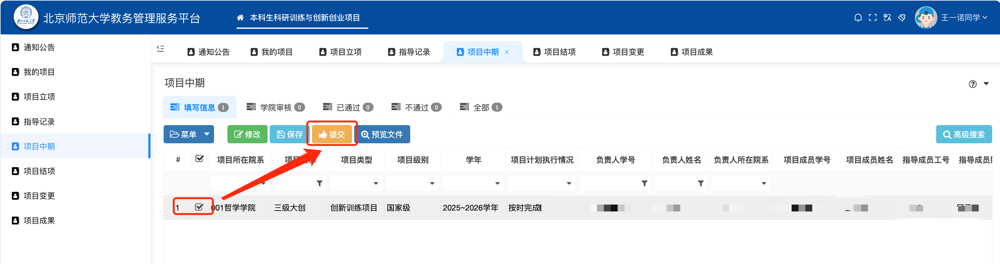 北京师范大学
北京师范大学教务管理服务平台
本科生科研训练与创新创业项目
王一诺同学
通知公告
我的项目
项目立项
指导记录
项目中期
项目结项
项目变更
项目成果
通知公告 我的项目 项目立项 指导记录 项目中期 × 项目结项 项目变更 项目成果
项目中期
填写信息 1 学院审核 0 已通过 0 不通过 0 全部 1
菜单 修改 保存 提交 预览文件 高级搜索
# 项目所在院系 项目类型 项目级别 学年 项目计划执行情况 负责人学号 负责人姓名 负责人所在院系 项目成员学号 项目成员姓名 指导成员工号 指导成员
1 001哲学学院 三级大创 创新训练项目 国家级 2025~2026学年 按时完成